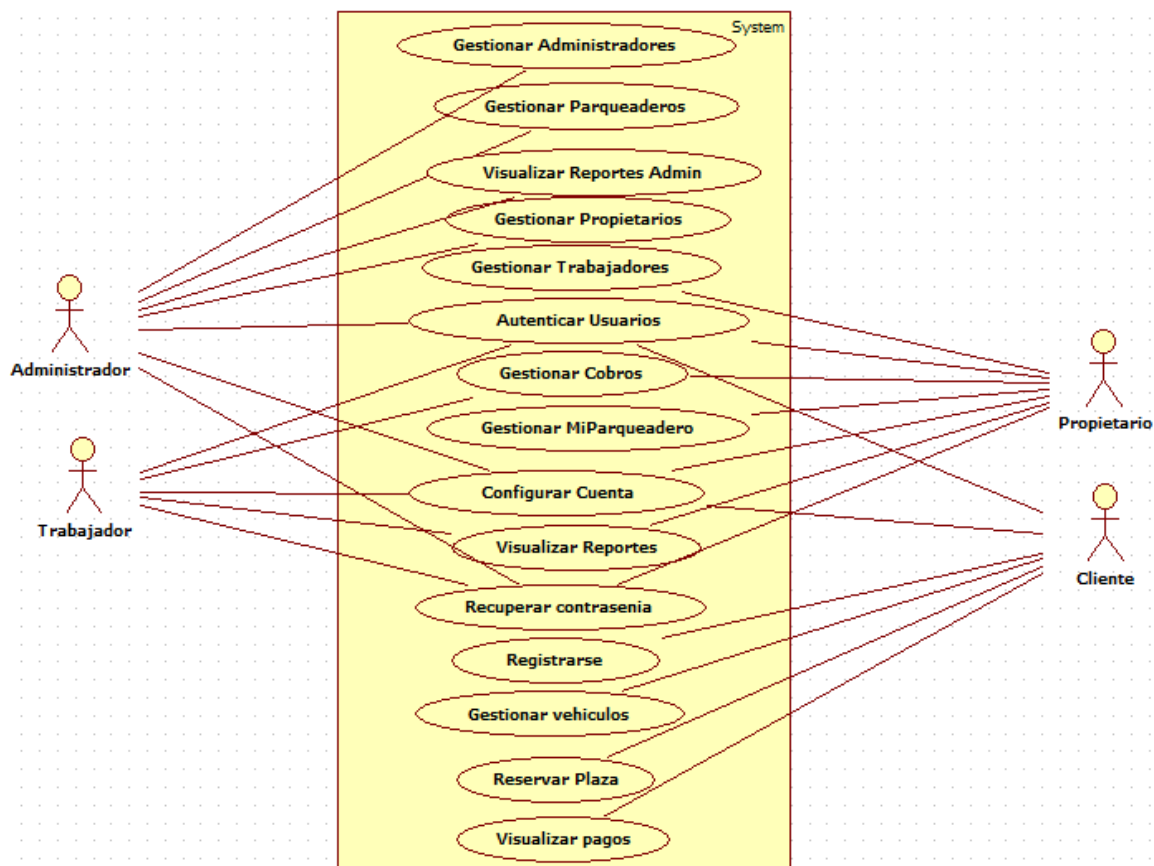 System
Gestionar Administradores
Gestionar Parqueaderos
Visualizar Reportes Admin
Gestionar Propietarios
Gestionar Trabajadores
Autenticar Usuarios
Administrador
Gestionar Cobros
Propietario
Gestionar MiParqueadero
Configurar Cuenta
Trabajador
Visualizar Reportes
Cliente
Recuperar contrasenia
Registrarse
Gestionar vehiculos
Reservar Plaza
Visualizar pagos